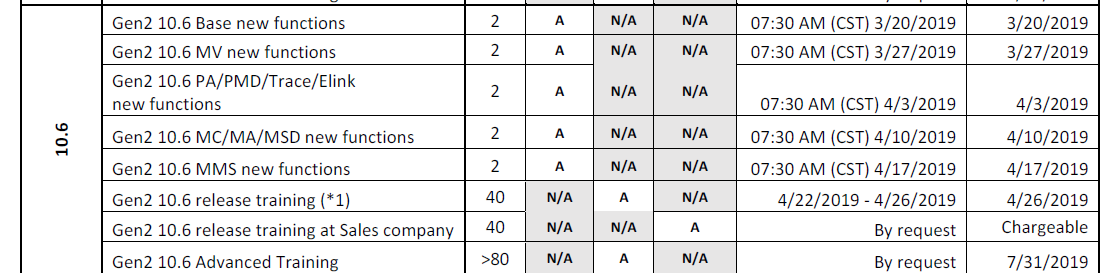 Gen2 10.6 Base new functions 2 A N/A N/A 07:30 AM (CST) 3/20/2019 3/20/2019
Gen2 10.6 MV new functions 2 A N/A N/A 07:30 AM (CST) 3/27/2019 3/27/2019
Gen2 10.6 PA/PMD/Trace/Elink
new functions 2 A N/A N/A 07:30 AM (CST) 4/3/2019 4/3/2019
10.6
Gen2 10.6 MC/MA/MSD new functions 2 A N/A N/A 07:30 AM (CST) 4/10/2019 4/10/2019
Gen2 10.6 MMS new functions 2 A N/A N/A 07:30 AM (CST) 4/17/2019 4/17/2019
Gen2 10.6 release training (*1) 40 N/A A N/A 4/22/2019 - 4/26/2019 4/26/2019
Gen2 10.6 release training at Sales company 40 N/A N/A A By request Chargeable
Gen2 10.6 Advanced Training >80 N/A A N/A By request 7/31/2019